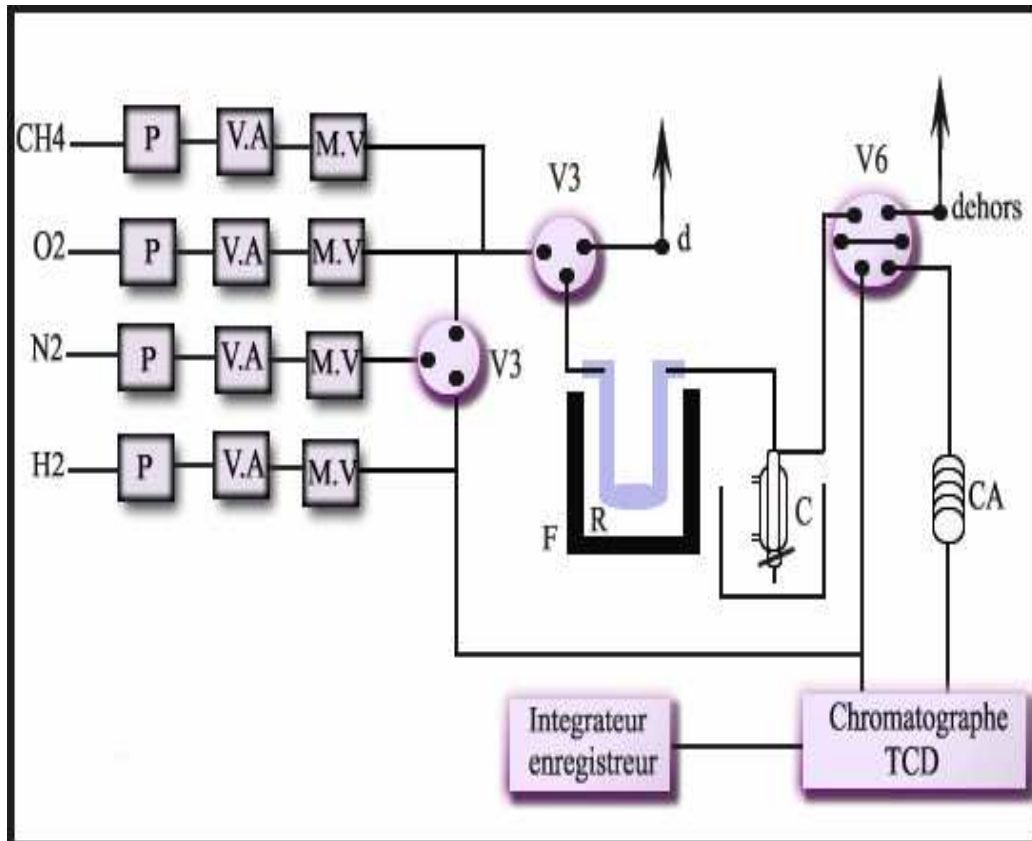 CH4 P V.A M.V
O2 P V.A M.V
N2 P V.A M.V
H2 P V.A M.V
V3
V3
d
V6
dehors
F
R
C
CA
Integrateur
enregistreur
Chromatographe
TCD